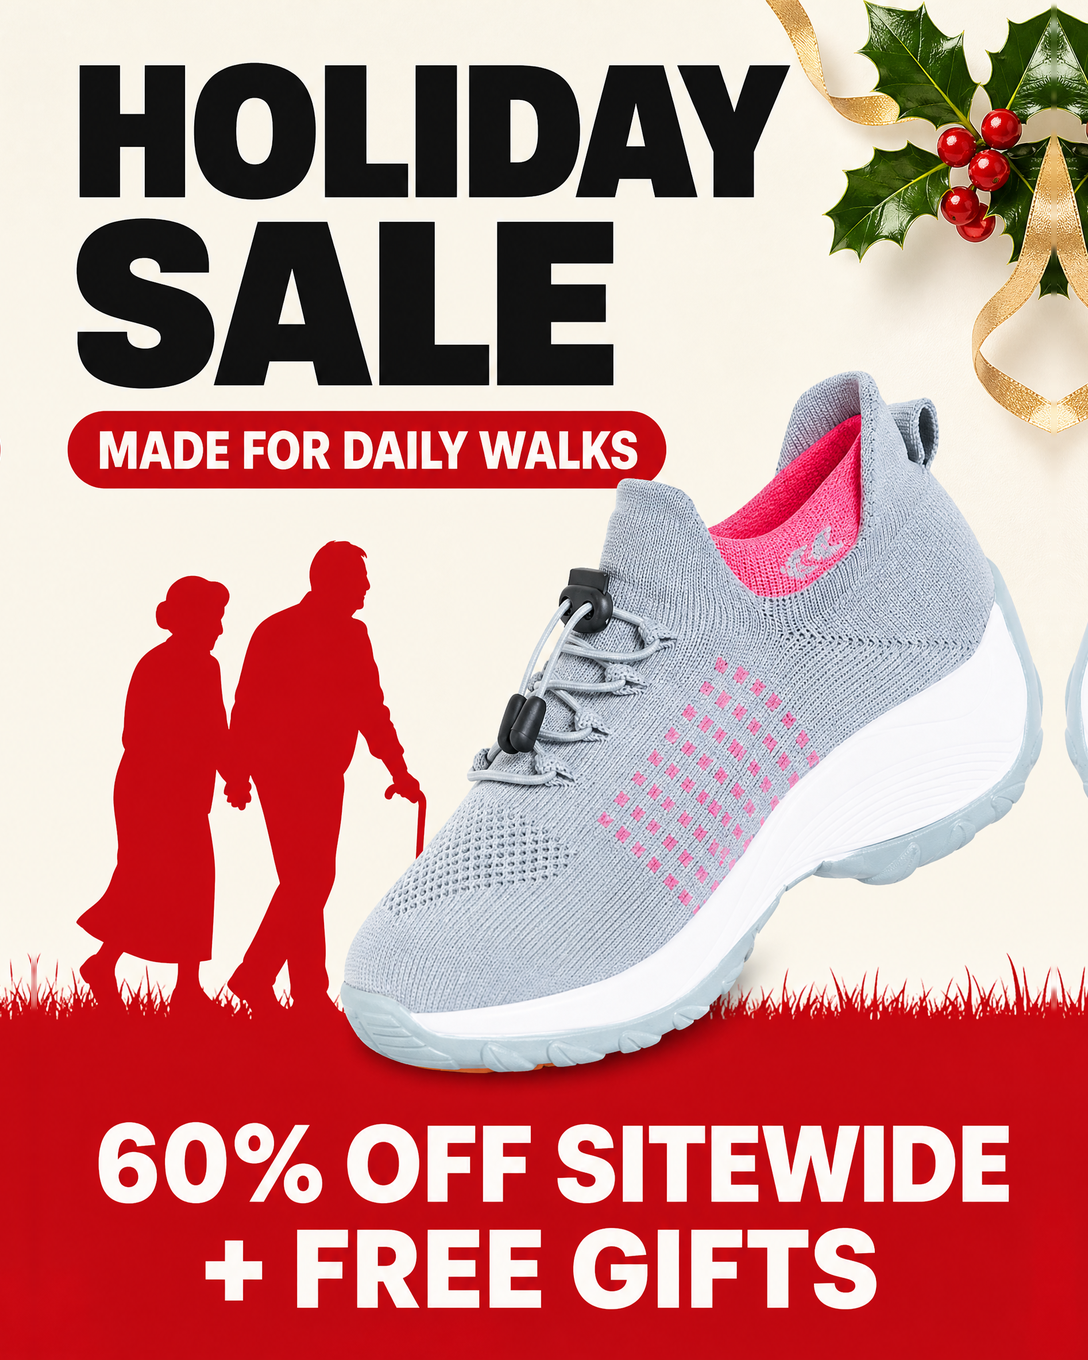 HOLIDAY
SALE
MADE FOR DAILY WALKS
60% OFF SITEWIDE
+ FREE GIFTS